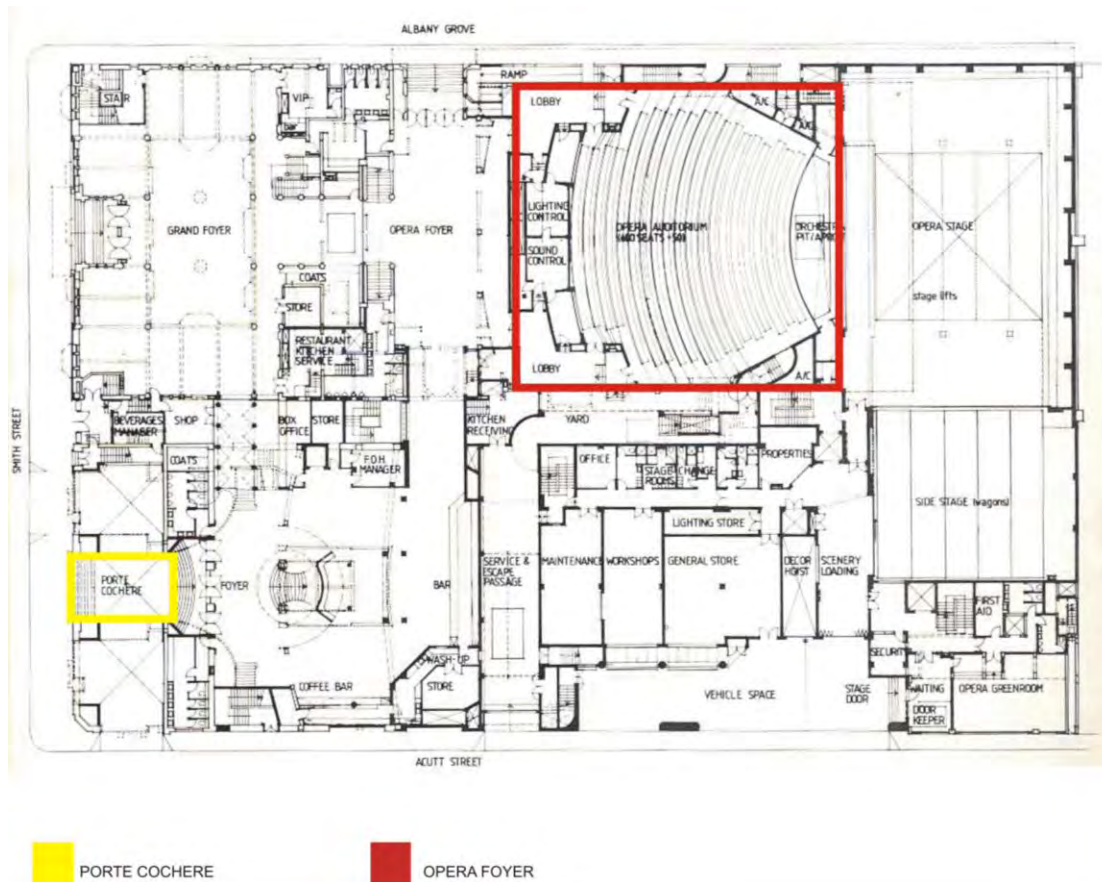 ALBANY GROVE
RAMP
STAIR
VIP
bar
LOBBY
A/C
A/C
GRAND FOYER
OPERA FOYER
LIGHTING
CONTROL
SOUND
CONTROL
OPERA AUDITORIUM
OPERA STAGE
stage lifts
COATS
STORE
RESTAURANT
KITCHEN &
SERVICE
LOBBY
A/C
SMITH STREET
BEVERAGES
MANAGER
SHOP
BOX
OFFICE
STORE
KITCHEN
RECEIVING
YARD
COATS
F.O.H.
MANAGER
OFFICE
STAGE CHANGE
ROOMS
PROPERTIES
SIDE STAGE (wagons)
LIGHTING STORE
PORTE
COCHERE
FOYER
BAR
SERVICE &
ESCAPE
PASSAGE
MAINTENANCE
WORKSHOPS
GENERAL STORE
DECOR
HOIST
SCENERY
LOADING
FIRST
AID
SECURITY
WASH-UP
STORE
COFFEE BAR
VEHICLE SPACE
STAGE
DOOR
WAITING
OPERA GREENROOM
DOOR
KEEPER
ACUTT STREET
PORTE COCHERE
OPERA FOYER